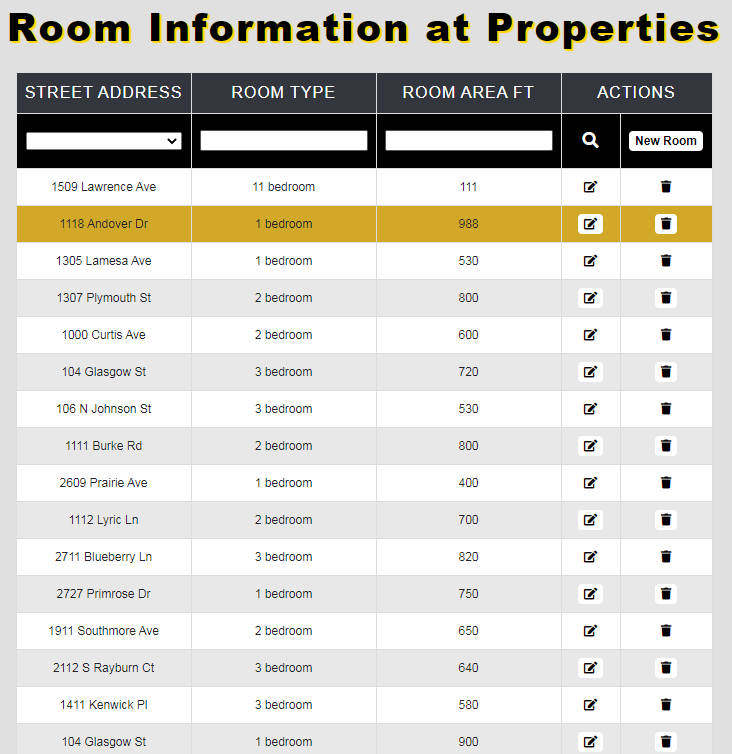 Room Information at Properties
STREET ADDRESS ROOM TYPE ROOM AREA FT ACTIONS
New Room
1509 Lawrence Ave 11 bedroom 111
1118 Andover Dr 1 bedroom 988
1305 Lamesa Ave 1 bedroom 530
1307 Plymouth St 2 bedroom 800
1000 Curtis Ave 2 bedroom 600
104 Glasgow St 3 bedroom 720
106 N Johnson St 3 bedroom 530
1111 Burke Rd 2 bedroom 800
2609 Prairie Ave 1 bedroom 400
1112 Lyric Ln 2 bedroom 700
2711 Blueberry Ln 3 bedroom 820
2727 Primrose Dr 1 bedroom 750
1911 Southmore Ave 2 bedroom 650
2112 S Rayburn Ct 3 bedroom 640
1411 Kenwick Pl 3 bedroom 580
104 Glasgow St 1 bedroom 900